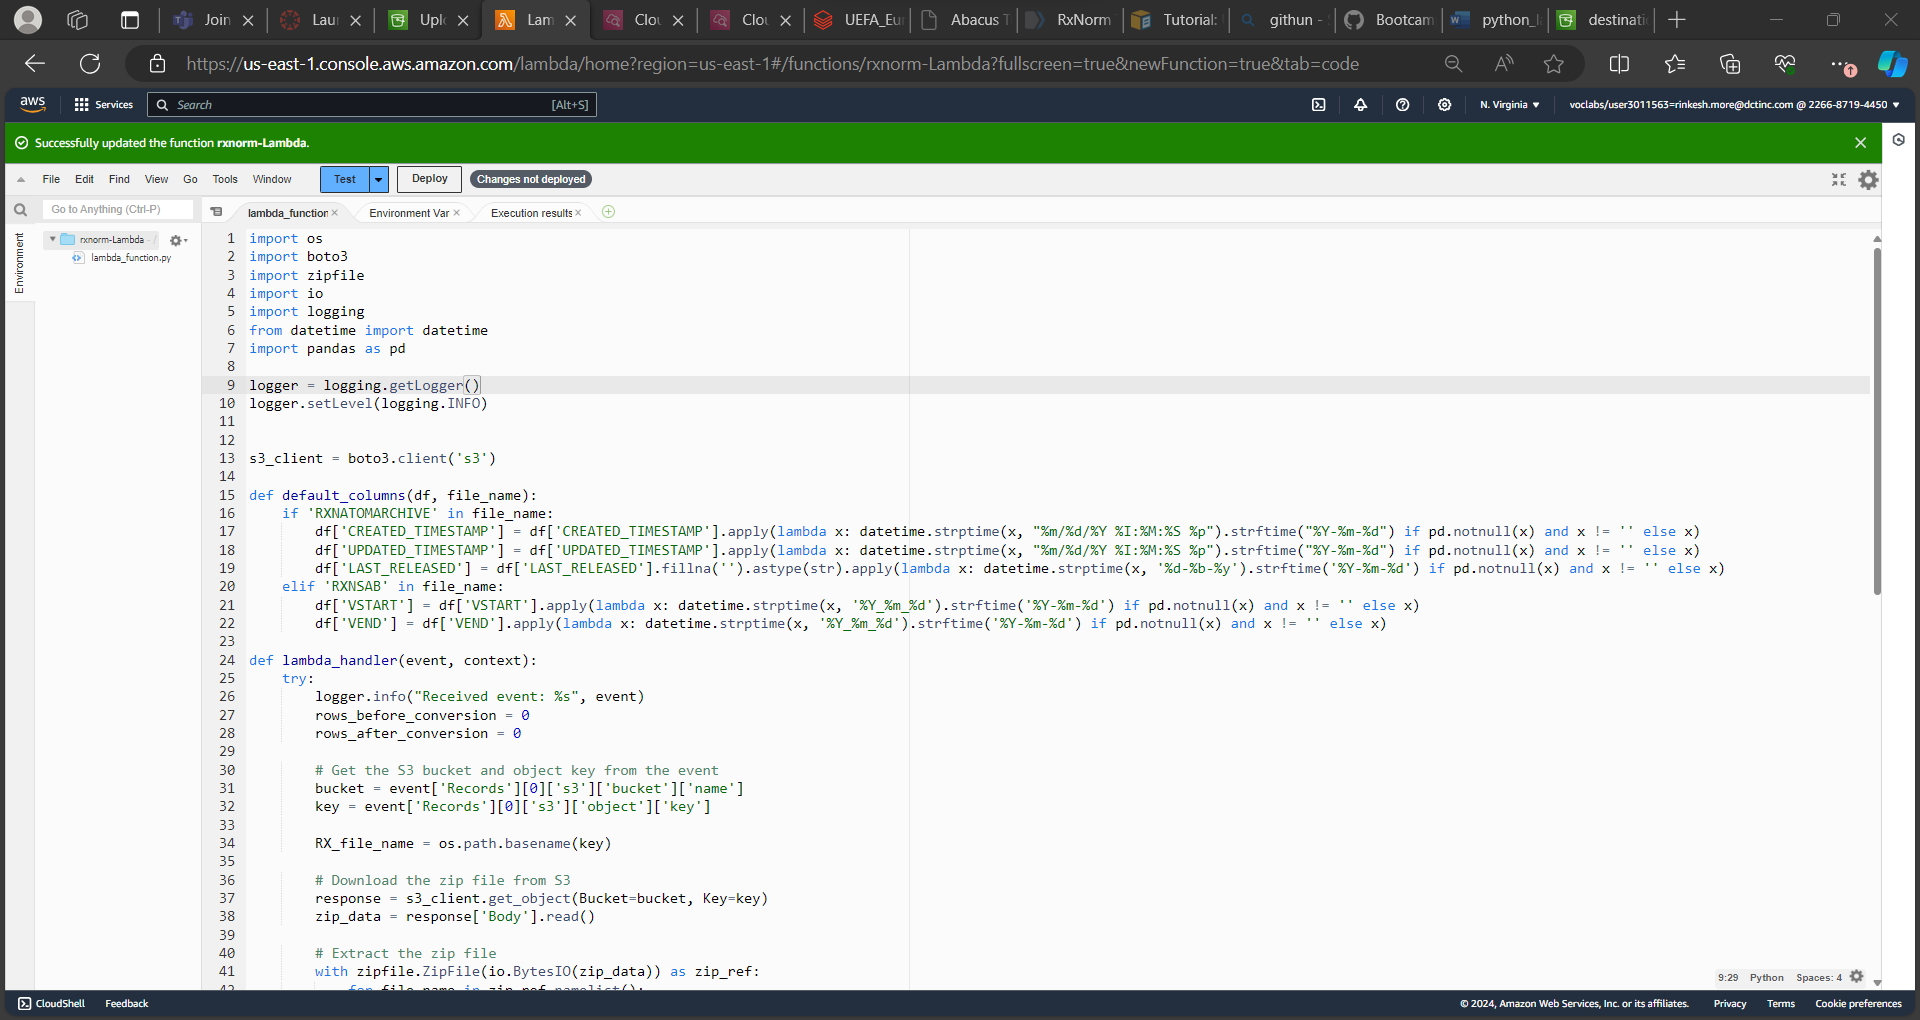 Join
Lau
Upl
Lam
Clou
Clou
UEFA_Eu
Abacus T
RxNorm
Tutorial:
githun -
Bootcam
python_l
destinati
https://us-east-1.console.aws.amazon.com/lambda/home?region=us-east-1#/functions/rxnorm-Lambda?fullscreen=true&newFunction=true&tab=code
aws
Services
Search
[Alt+S]
N. Virginia
voclabs/user3011563=rinkesh.more@dctinc.com @ 2266-8719-4450
Successfully updated the function rxnorm-Lambda.
File Edit Find View Go Tools Window
Test
Deploy
Changes not deployed
Go to Anything (Ctrl-P)
lambda_function
Environment Var
Execution results
Environment
rxnorm-Lambda - /
lambda_function.py
1 import os
2 import boto3
3 import zipfile
4 import io
5 import logging
6 from datetime import datetime
7 import pandas as pd
8
9 logger = logging.getLogger()
10 logger.setLevel(logging.INFO)
11
12
13 s3_client = boto3.client('s3')
14
15 def default_columns(df, file_name):
16 if 'RXNATOMARCHIVE' in file_name:
17 df['CREATED_TIMESTAMP'] = df['CREATED_TIMESTAMP'].apply(lambda x: datetime.strptime(x, "%m/%d/%Y %I:%M:%S %p").strftime("%Y-%m-%d") if pd.notnull(x) and x != '' else x)
18 df['UPDATED_TIMESTAMP'] = df['UPDATED_TIMESTAMP'].apply(lambda x: datetime.strptime(x, "%m/%d/%Y %I:%M:%S %p").strftime("%Y-%m-%d") if pd.notnull(x) and x != '' else x)
19 df['LAST_RELEASED'] = df['LAST_RELEASED'].fillna('').astype(str).apply(lambda x: datetime.strptime(x, '%d-%b-%y').strftime('%Y-%m-%d') if pd.notnull(x) and x != '' else x)
20 elif 'RXNSAB' in file_name:
21 df['VSTART'] = df['VSTART'].apply(lambda x: datetime.strptime(x, '%Y_%m_%d').strftime('%Y-%m-%d') if pd.notnull(x) and x != '' else x)
22 df['VEND'] = df['VEND'].apply(lambda x: datetime.strptime(x, '%Y_%m_%d').strftime('%Y-%m-%d') if pd.notnull(x) and x != '' else x)
23
24 def lambda_handler(event, context):
25 try:
26 logger.info("Received event: %s", event)
27 rows_before_conversion = 0
28 rows_after_conversion = 0
29
30 # Get the S3 bucket and object key from the event
31 bucket = event['Records'][0]['s3']['bucket']['name']
32 key = event['Records'][0]['s3']['object']['key']
33
34 RX_file_name = os.path.basename(key)
35
36 # Download the zip file from S3
37 response = s3_client.get_object(Bucket=bucket, Key=key)
38 zip_data = response['Body'].read()
39
40 # Extract the zip file
41 with zipfile.ZipFile(io.BytesIO(zip_data)) as zip_ref:
42 for file_name in zip_ref.namelist():
9:29 Python Spaces: 4
CloudShell
Feedback
© 2024, Amazon Web Services, Inc. or its affiliates.
Privacy
Terms
Cookie preferences